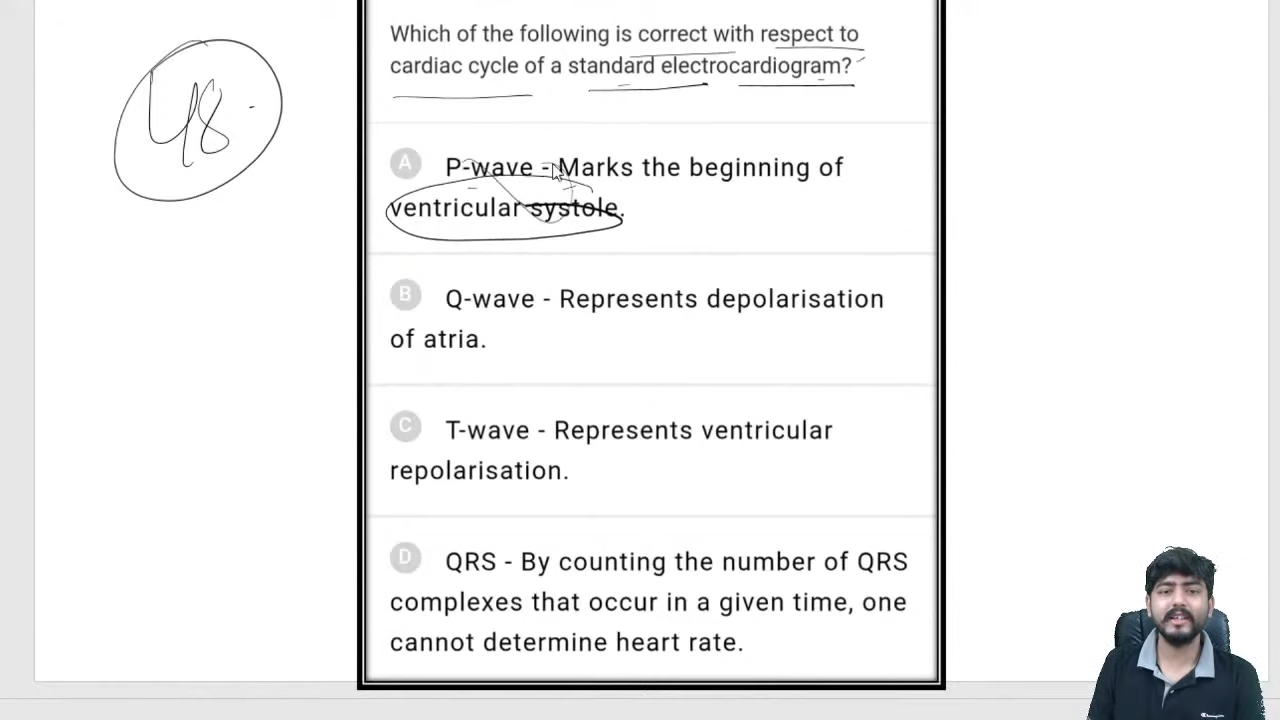 Which of the following is correct with respect to
cardiac cycle of a standard electrocardiogram?
48
A P-wave - Marks the beginning of
ventricular systole.
B Q-wave - Represents depolarisation
of atria.
C T-wave - Represents ventricular
repolarisation.
D QRS - By counting the number of QRS
complexes that occur in a given time, one
cannot determine heart rate.